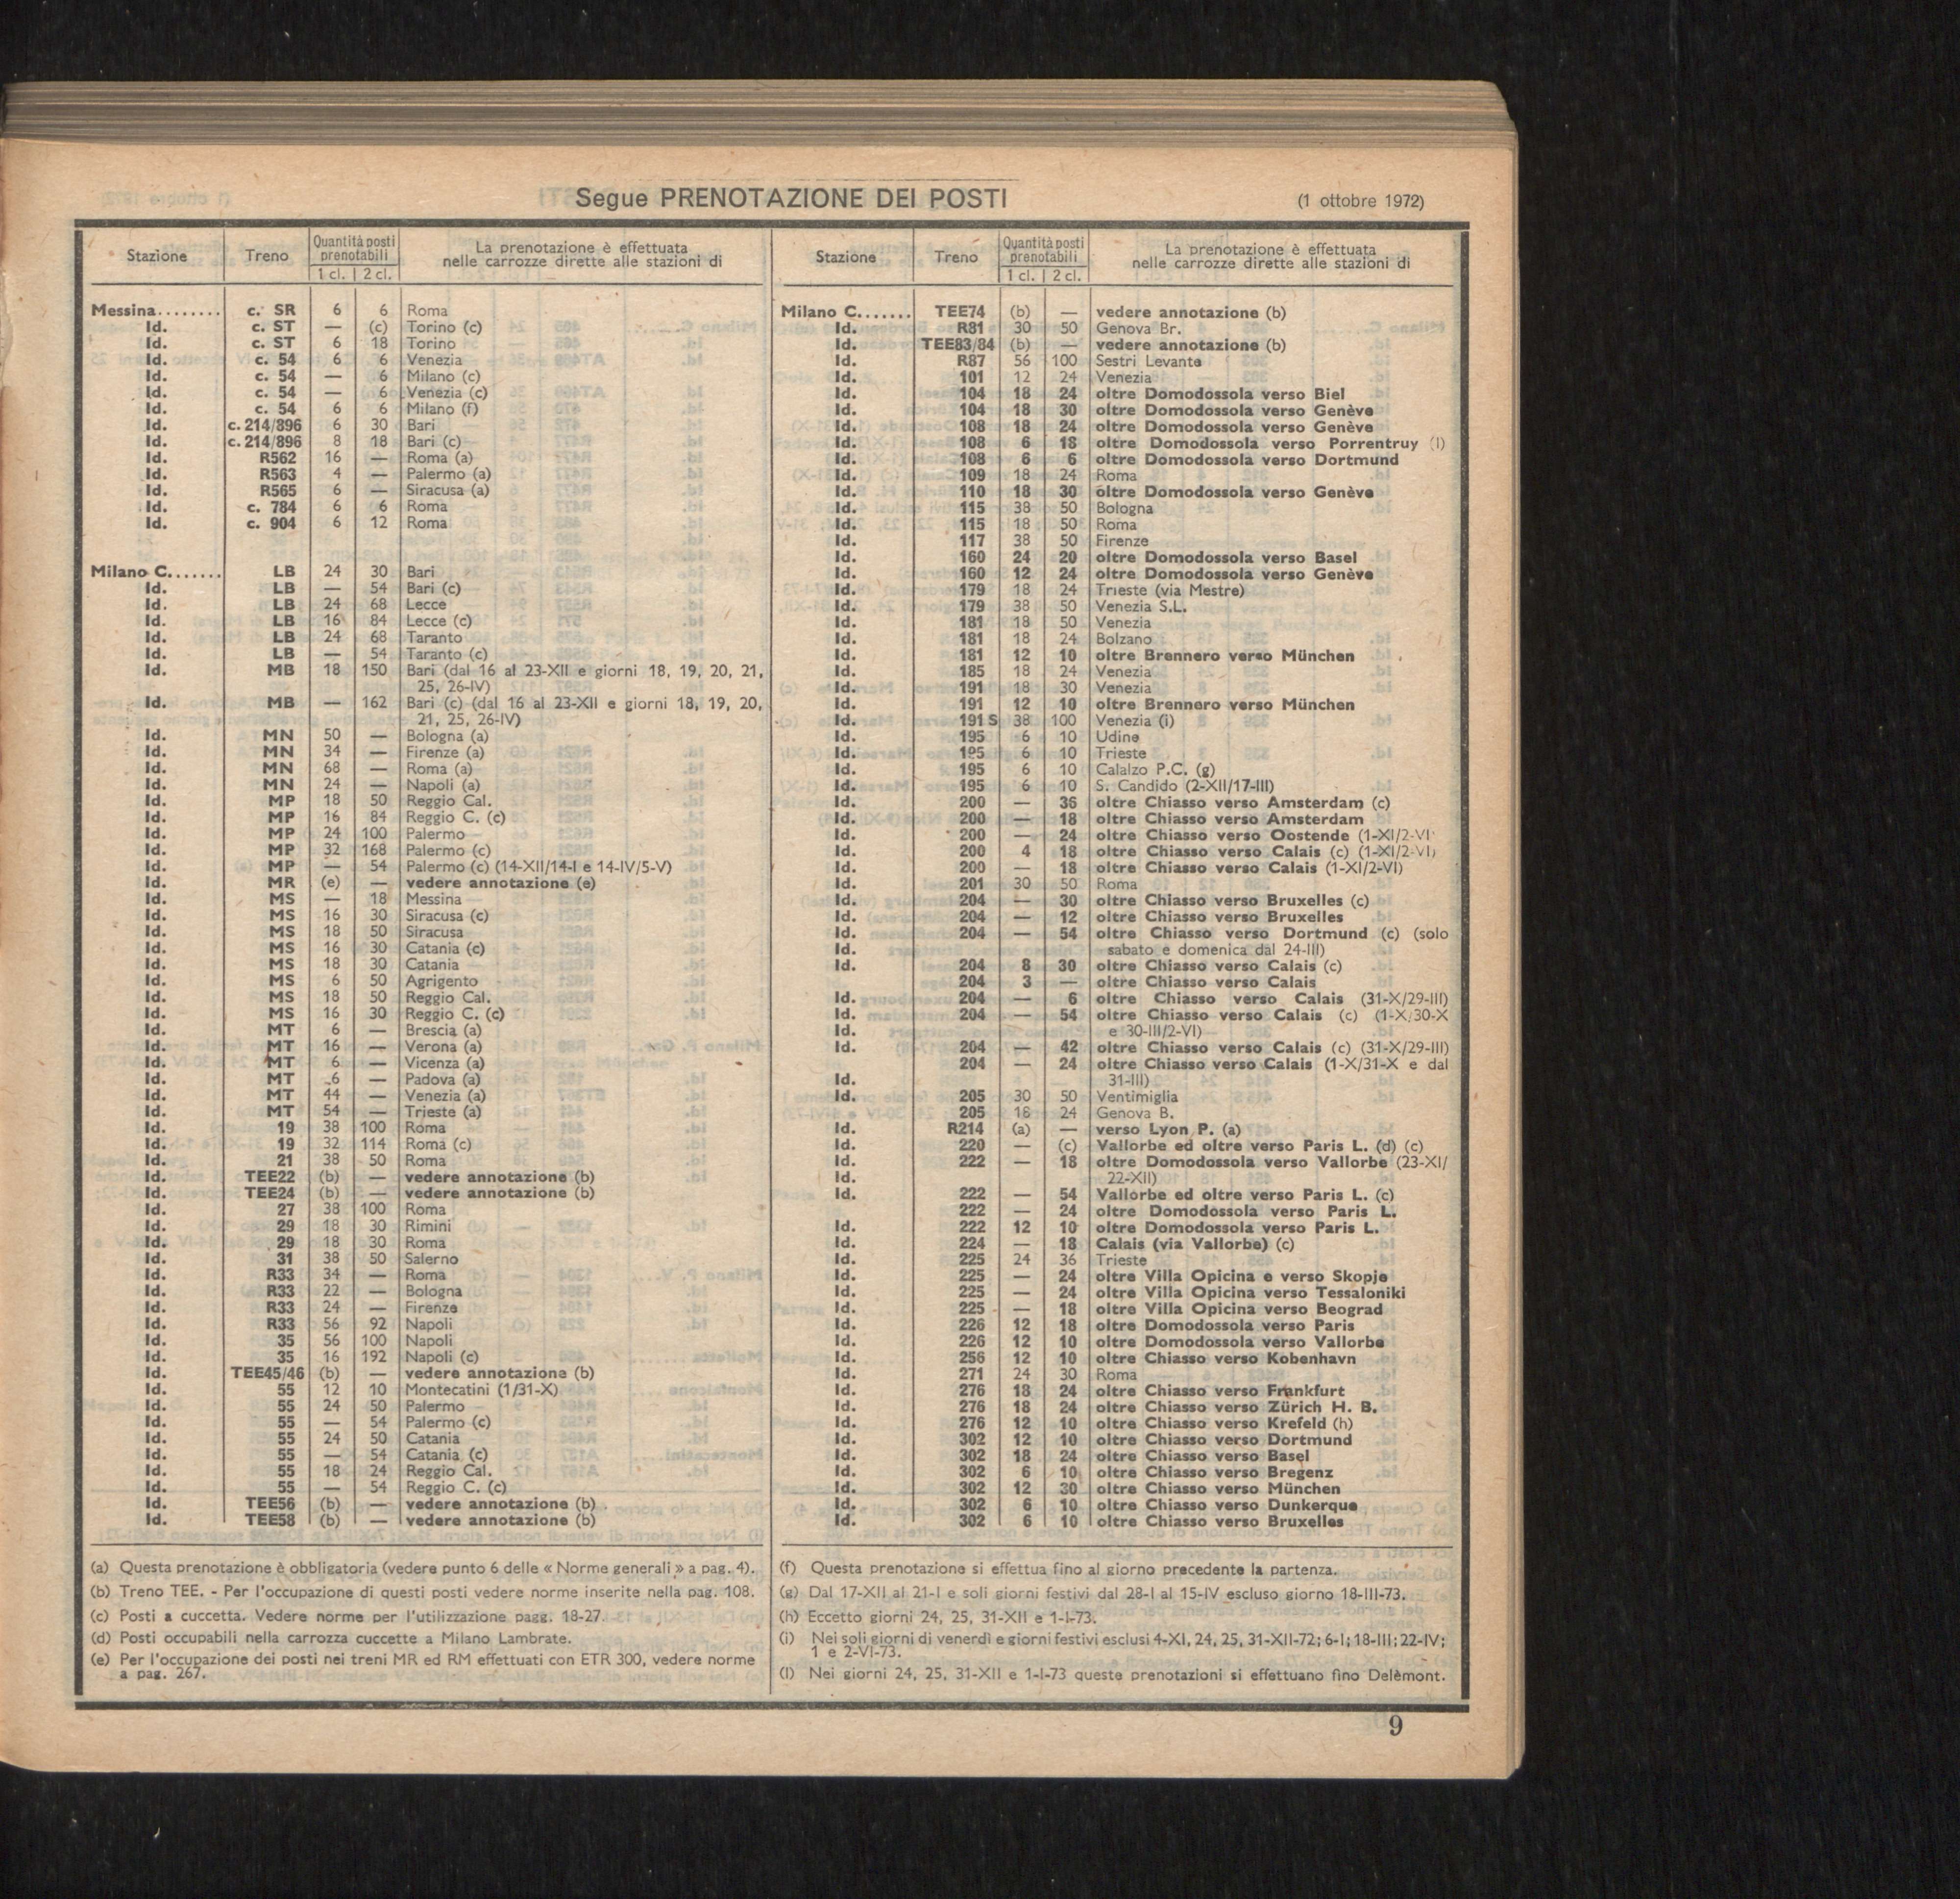 Segue PRENOTAZIONE DEI POSTI
(1 ottobre 1972)
Stazione Treno Quantità posti prenotabili 1 cl. 2 cl. La prenotazione è effettuata nelle carrozze dirette alle stazioni di
Messina........ c. SR 6 6 Roma
Id. c. ST — (c) Torino (c)
Id. c. ST 6 18 Torino
Id. c. 54 6 6 Venezia
Id. c. 54 — 6 Milano (c)
Id. c. 54 — 6 Venezia (c)
Id. c. 54 6 6 Milano (f)
Id. c. 214/896 6 30 Bari
Id. c. 214/896 8 18 Bari (c)
Id. R562 16 — Roma (a)
Id. R563 4 — Palermo (a)
Id. R565 6 — Siracusa (a)
Id. c. 784 6 6 Roma
Id. c. 904 6 12 Roma
Milano C....... LB 24 30 Bari
Id. LB — 54 Bari (c)
Id. LB 24 68 Lecce
Id. LB 16 84 Lecce (c)
Id. LB 24 68 Taranto
Id. LB — 54 Taranto (c)
Id. MB 18 150 Bari (dal 16 al 23-XII e giorni 18, 19, 20, 21,
25, 26-IV)
Id. MB — 162 Bari (c) (dal 16 al 23-XII e giorni 18, 19, 20,
21, 25, 26-IV)
Id. MN 50 — Bologna (a)
Id. MN 34 — Firenze (a)
Id. MN 68 — Roma (a)
Id. MN 24 — Napoli (a)
Id. MP 18 50 Reggio Cal.
Id. MP 16 84 Reggio C. (c)
Id. MP 24 100 Palermo
Id. MP 32 168 Palermo (c)
Id. MP — 54 Palermo (c) (14-XII/14-I e 14-IV/5-V)
Id. MR (e) — vedere annotazione (e)
Id. MS — 18 Messina
Id. MS 16 30 Siracusa (c)
Id. MS 18 50 Siracusa
Id. MS 16 30 Catania (c)
Id. MS 18 30 Catania
Id. MS 6 50 Agrigento
Id. MS 18 50 Reggio Cal.
Id. MS 16 30 Reggio C. (c)
Id. MT 6 — Brescia (a)
Id. MT 16 — Verona (a)
Id. MT 6 — Vicenza (a)
Id. MT 6 — Padova (a)
Id. MT 44 — Venezia (a)
Id. MT 54 — Trieste (a)
Id. 19 38 100 Roma
Id. 19 32 114 Roma (c)
Id. 21 38 50 Roma
Id. TEE22 (b) — vedere annotazione (b)
Id. TEE24 (b) — vedere annotazione (b)
Id. 27 38 100 Roma
Id. 29 18 30 Rimini
Id. 29 18 30 Roma
Id. 31 38 50 Salerno
Id. R33 34 — Roma
Id. R33 22 — Bologna
Id. R33 24 — Firenze
Id. R33 56 92 Napoli
Id. 35 56 100 Napoli
Id. 35 16 192 Napoli (c)
Id. TEE45/46 (b) — vedere annotazione (b)
Id. 55 12 10 Montecatini (1/31-X)
Id. 55 24 50 Palermo
Id. 55 — 54 Palermo (c)
Id. 55 24 50 Catania
Id. 55 — 54 Catania (c)
Id. 55 18 24 Reggio Cal.
Id. 55 — 54 Reggio C. (c)
Id. TEE56 (b) — vedere annotazione (b)
Id. TEE58 (b) — vedere annotazione (b)
(a) Questa prenotazione è obbligatoria (vedere punto 6 delle « Norme generali » a pag. 4).
(b) Treno TEE. - Per l'occupazione di questi posti vedere norme inserite nella pag. 108.
(c) Posti a cuccetta. Vedere norme per l'utilizzazione pagg. 18-27.
(d) Posti occupabili nella carrozza cuccette a Milano Lambrate.
(e) Per l'occupazione dei posti nei treni MR ed RM effettuati con ETR 300, vedere norme
a pag. 267.
Stazione Treno Quantità posti prenotabili 1 cl. 2 cl. La prenotazione è effettuata nelle carrozze dirette alle stazioni di
Milano C....... TEE74 (b) — vedere annotazione (b)
Id. R81 30 50 Genova Br.
Id. TEE83/84 (b) — vedere annotazione (b)
Id. R87 56 100 Sestri Levante
Id. 101 12 24 Venezia
Id. 104 18 24 oltre Domodossola verso Biel
Id. 104 18 30 oltre Domodossola verso Genève
Id. 108 18 24 oltre Domodossola verso Genève
Id. 108 6 18 oltre Domodossola verso Porrentruy (l)
Id. 108 6 6 oltre Domodossola verso Dortmund
Id. 109 18 24 Roma
Id. 110 18 30 oltre Domodossola verso Genève
Id. 115 38 50 Bologna
Id. 115 18 50 Roma
Id. 117 38 50 Firenze
Id. 160 24 20 oltre Domodossola verso Basel
Id. 160 12 24 oltre Domodossola verso Genève
Id. 179 18 24 Trieste (via Mestre)
Id. 179 38 50 Venezia S.L.
Id. 181 18 50 Venezia
Id. 181 18 24 Bolzano
Id. 181 12 10 oltre Brennero verso München
Id. 185 18 24 Venezia
Id. 191 18 30 Venezia
Id. 191 12 10 oltre Brennero verso München
Id. 191 S 38 100 Venezia (i)
Id. 195 6 10 Udine
Id. 195 6 10 Trieste
Id. 195 6 10 Calalzo P.C. (g)
Id. 195 6 10 S. Candido (2-XII/17-III)
Id. 200 — 36 oltre Chiasso verso Amsterdam (c)
Id. 200 — 18 oltre Chiasso verso Amsterdam
Id. 200 — 24 oltre Chiasso verso Oostende (1-XI/2-VI
Id. 200 4 18 oltre Chiasso verso Calais (c) (1-XI/2-VI)
Id. 200 — 18 oltre Chiasso verso Calais (1-XI/2-VI)
Id. 201 30 50 Roma
Id. 204 — 30 oltre Chiasso verso Bruxelles (c)
Id. 204 — 12 oltre Chiasso verso Bruxelles
Id. 204 — 54 oltre Chiasso verso Dortmund (c) (solo
Id. sabato e domenica dal 24-III)
Id. 204 8 30 oltre Chiasso verso Calais (c)
204 3 — oltre Chiasso verso Calais
Id. 204 — 6 oltre Chiasso verso Calais (31-X/29-III)
Id. 204 — 54 oltre Chiasso verso Calais (c) (1-X/30-X
Id. e 30-III/2-VI)
Id. 204 — 42 oltre Chiasso verso Calais (c) (31-X/29-III)
204 — 24 oltre Chiasso verso Calais (1-X/31-X e dal
Id. 31-III)
Id. 205 30 50 Ventimiglia
205 18 24 Genova B.
Id. R214 (a) — verso Lyon P. (a)
Id. 220 — (c) Vallorbe ed oltre verso Paris L. (d) (c)
Id. 222 — 18 oltre Domodossola verso Vallorbe (23-XI/
Id. 22-XII)
Id. 222 — 54 Vallorbe ed oltre verso Paris L. (c)
222 — 24 oltre Domodossola verso Paris L.
Id. 222 12 10 oltre Domodossola verso Paris L.
Id. 224 — 18 Calais (via Vallorbe) (c)
Id. 225 24 36 Trieste
Id. 225 — 24 oltre Villa Opicina e verso Skopje
Id. 225 — 24 oltre Villa Opicina verso Tessaloniki
Id. 225 — 18 oltre Villa Opicina verso Beograd
Id. 226 12 18 oltre Domodossola verso Paris
Id. 226 12 10 oltre Domodossola verso Vallorbe
Id. 256 12 10 oltre Chiasso verso Kobenhavn
Id. 271 24 30 Roma
Id. 276 18 24 oltre Chiasso verso Frankfurt
Id. 276 18 24 oltre Chiasso verso Zürich H. B.
Id. 276 12 10 oltre Chiasso verso Krefeld (h)
Id. 302 12 10 oltre Chiasso verso Dortmund
Id. 302 18 24 oltre Chiasso verso Basel
Id. 302 6 10 oltre Chiasso verso Bregenz
Id. 302 12 30 oltre Chiasso verso München
Id. 302 6 10 oltre Chiasso verso Dunkerque
Id. 302 6 10 oltre Chiasso verso Bruxelles
(f) Questa prenotazione si effettua fino al giorno precedente la partenza.
(g) Dal 17-XII al 21-I e soli giorni festivi dal 28-I al 15-IV escluso giorno 18-III-73.
(h) Eccetto giorni 24, 25, 31-XII e 1-I-73.
(i) Nei soli giorni di venerdì e giorni festivi esclusi 4-XI, 24, 25, 31-XII-72; 6-I; 18-III; 22-IV;
1 e 2-VI-73.
(l) Nei giorni 24, 25, 31-XII e 1-I-73 queste prenotazioni si effettuano fino Delèmont.
9